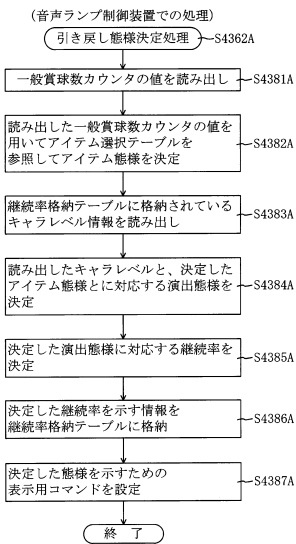 （音声ランプ制御装置での処理）
引き戻し態様決定処理
S4362A
一般賞球数カウンタの値を読み出し
S4381A
読み出した一般賞球数カウンタの値を
用いてアイテム選択テーブルを
参照してアイテム態様を決定
S4382A
継続率格納テーブルに格納されている
キャラレベル情報を読み出し
S4383A
読み出したキャラレベルと、決定した
アイテム態様とに対応する演出態様を
決定
S4384A
決定した演出態様に対応する継続率を
決定
S4385A
決定した継続率を示す情報を
継続率格納テーブルに格納
S4386A
決定した態様を示すための
表示用コマンドを設定
S4387A
終 了